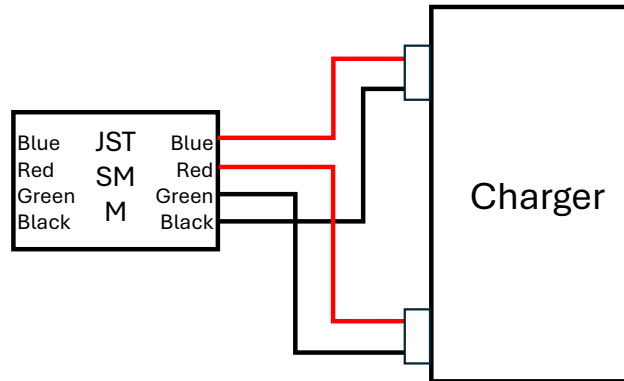 Blue JST Blue
Red SM Red
Green M Green
Black Black
Charger